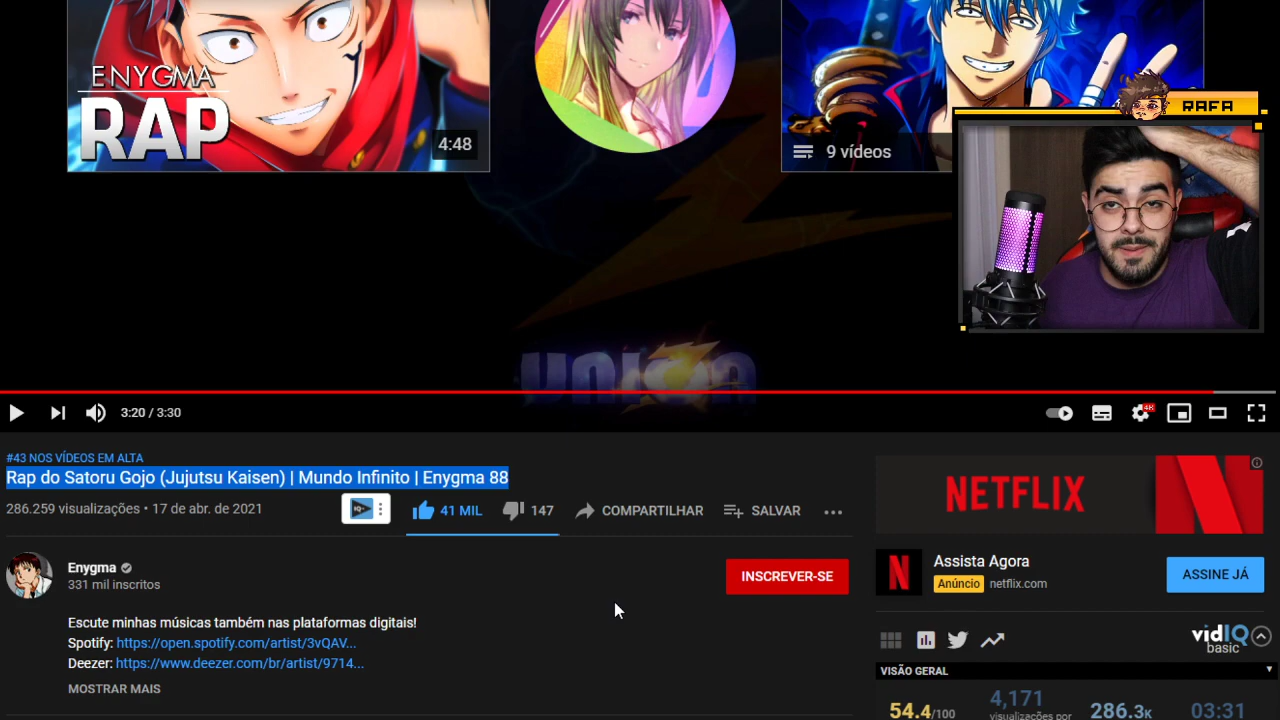 ENYGMA
RAP
4:48
9 vídeos
RAFA
UNIZA
3:20 / 3:30
4K
#43 NOS VÍDEOS EM ALTA
Rap do Satoru Gojo (Jujutsu Kaisen) | Mundo Infinito | Enygma 88
286.259 visualizações • 17 de abr. de 2021
IQ
41 MIL
147
COMPARTILHAR
SALVAR
Enygma
331 mil inscritos
INSCREVER-SE
Escute minhas músicas também nas plataformas digitais!
Spotify: https://open.spotify.com/artist/3vQAV...
Deezer: https://www.deezer.com/br/artist/9714...
MOSTRAR MAIS
NETFLIX
N
Assista Agora
Anúncio netflix.com
ASSINE JÁ
vidIQ
basic
VISÃO GERAL
54.4/100
4,171
visualizações por
286.3K
03:31